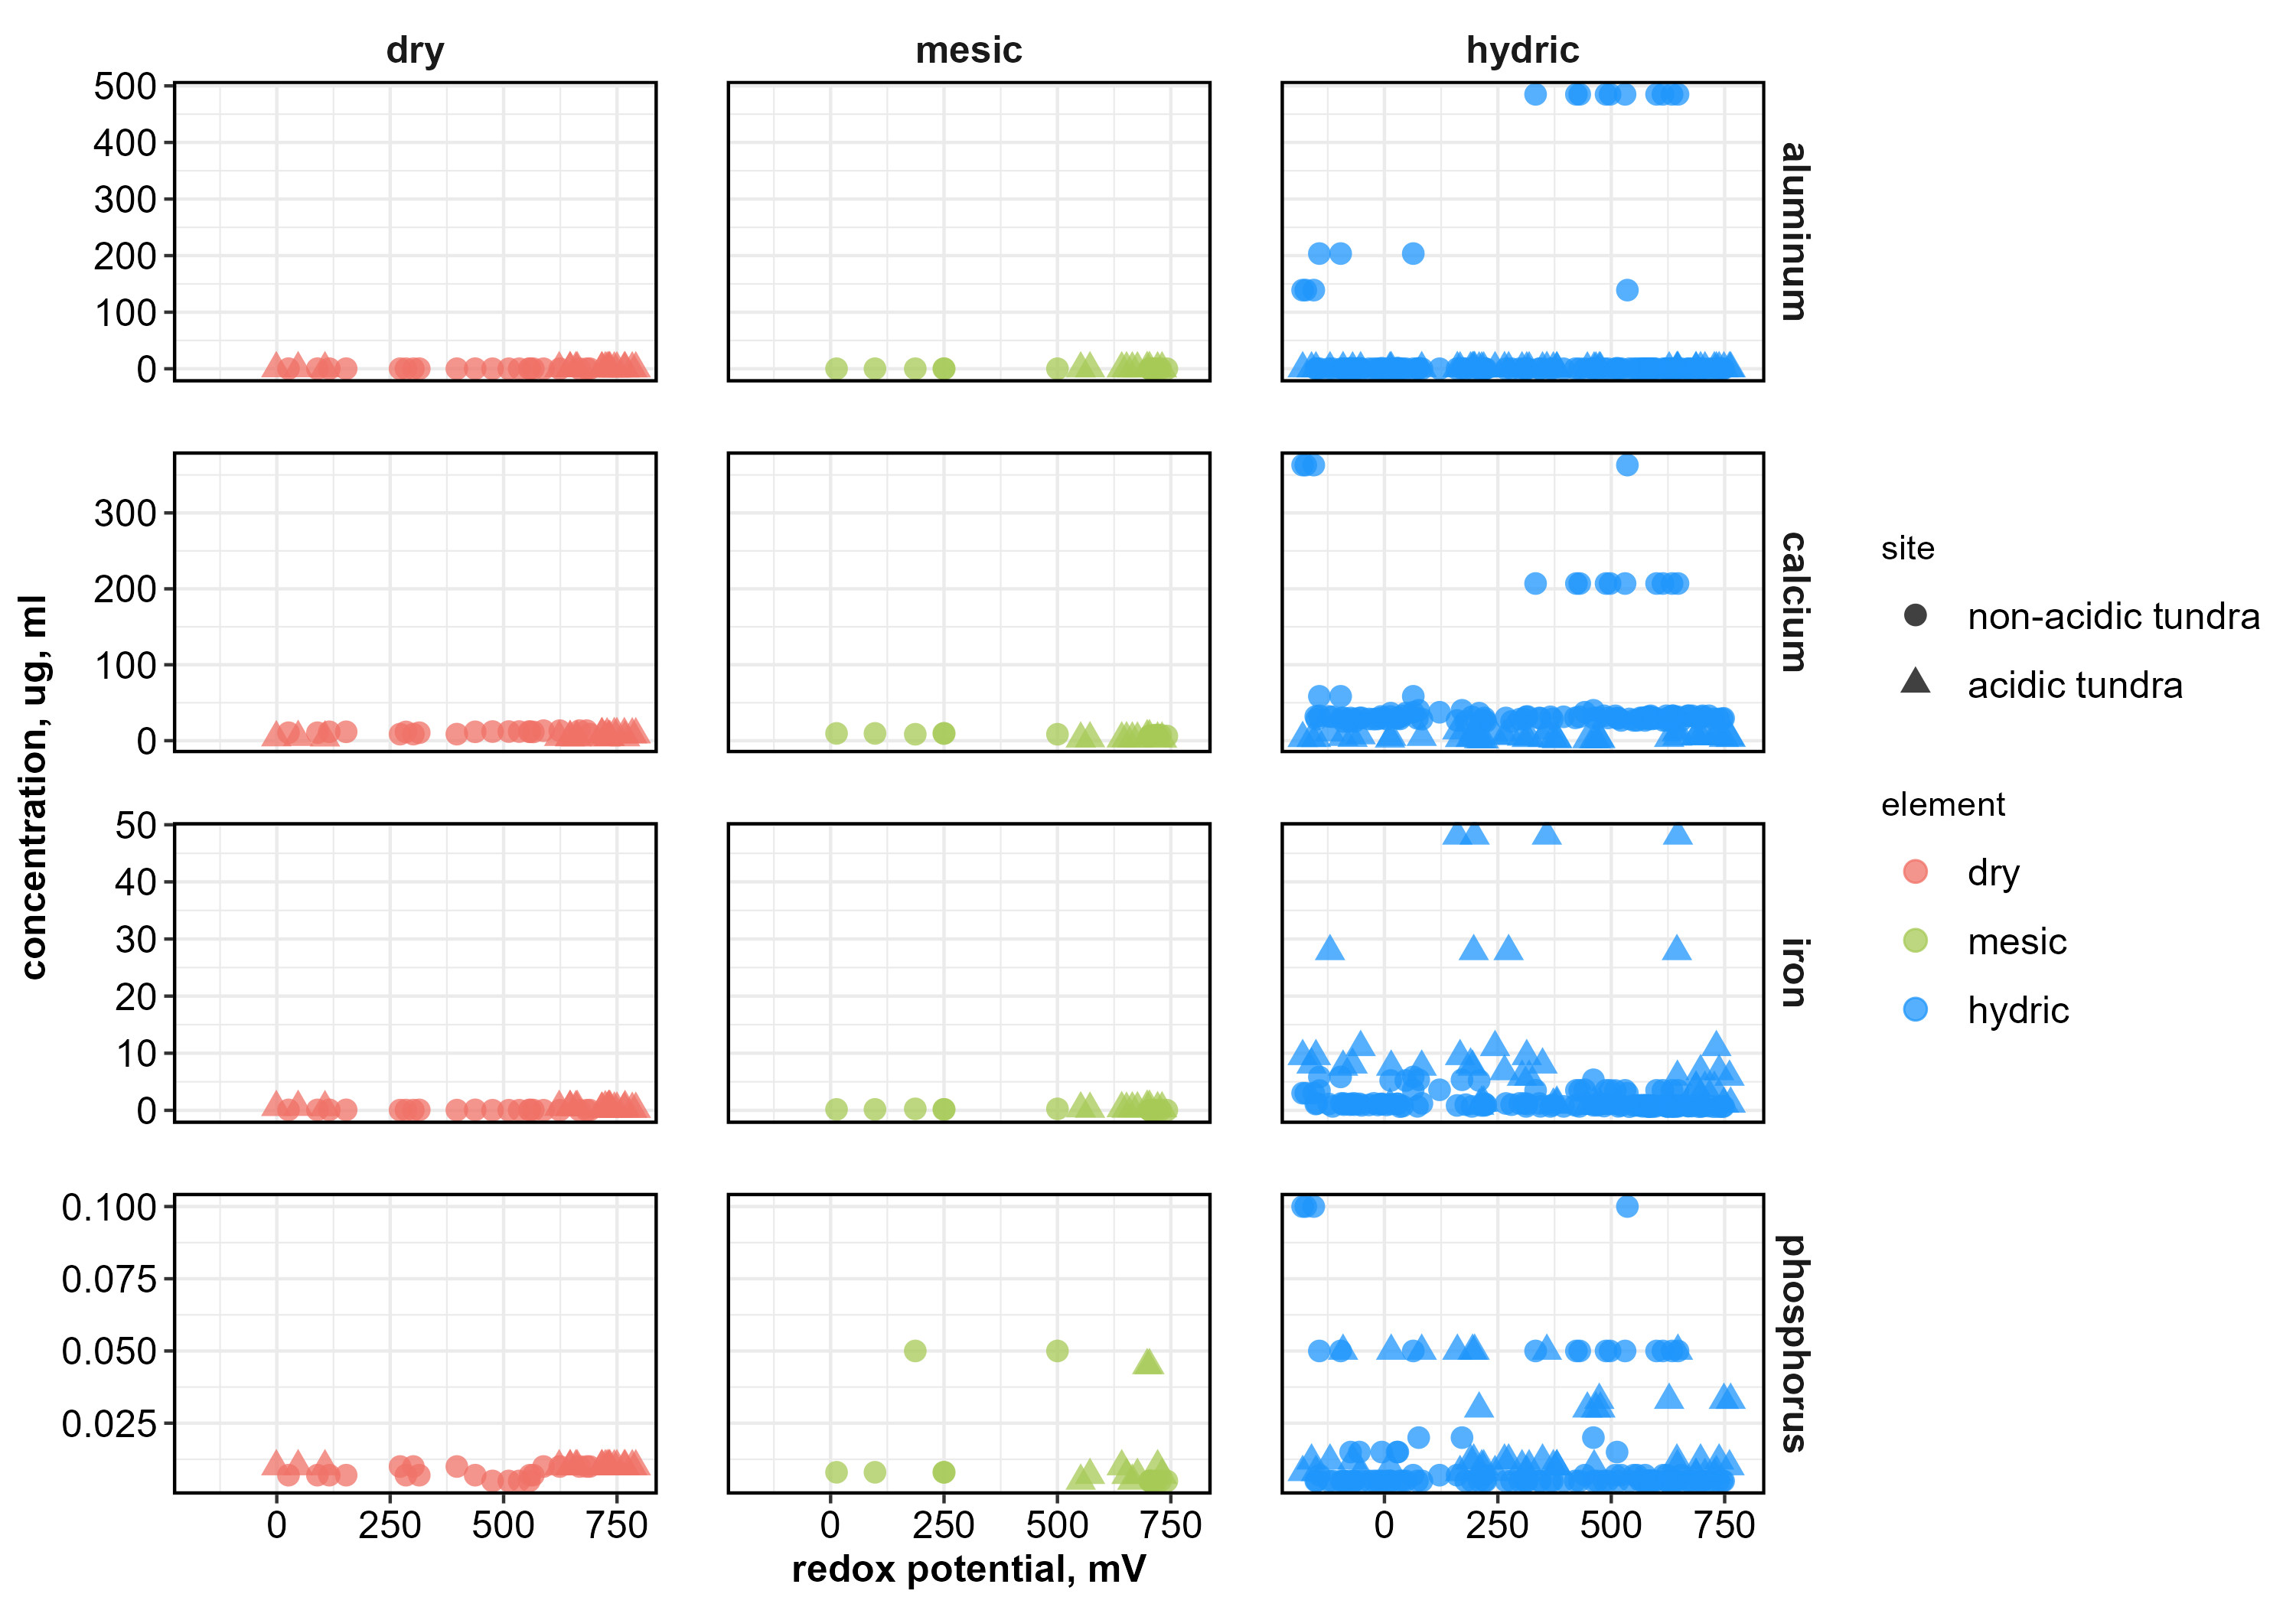 dry mesic hydric
500
400
300
200
100
0
aluminum
300
200
100
0
calcium
50
40
30
20
10
0
iron
0.100
0.075
0.050
0.025
phosphorus
0 250 500 750 0 250 500 750 0 250 500 750
redox potential, mV
concentration, ug, ml
site
non-acidic tundra
acidic tundra
element
dry
mesic
hydric